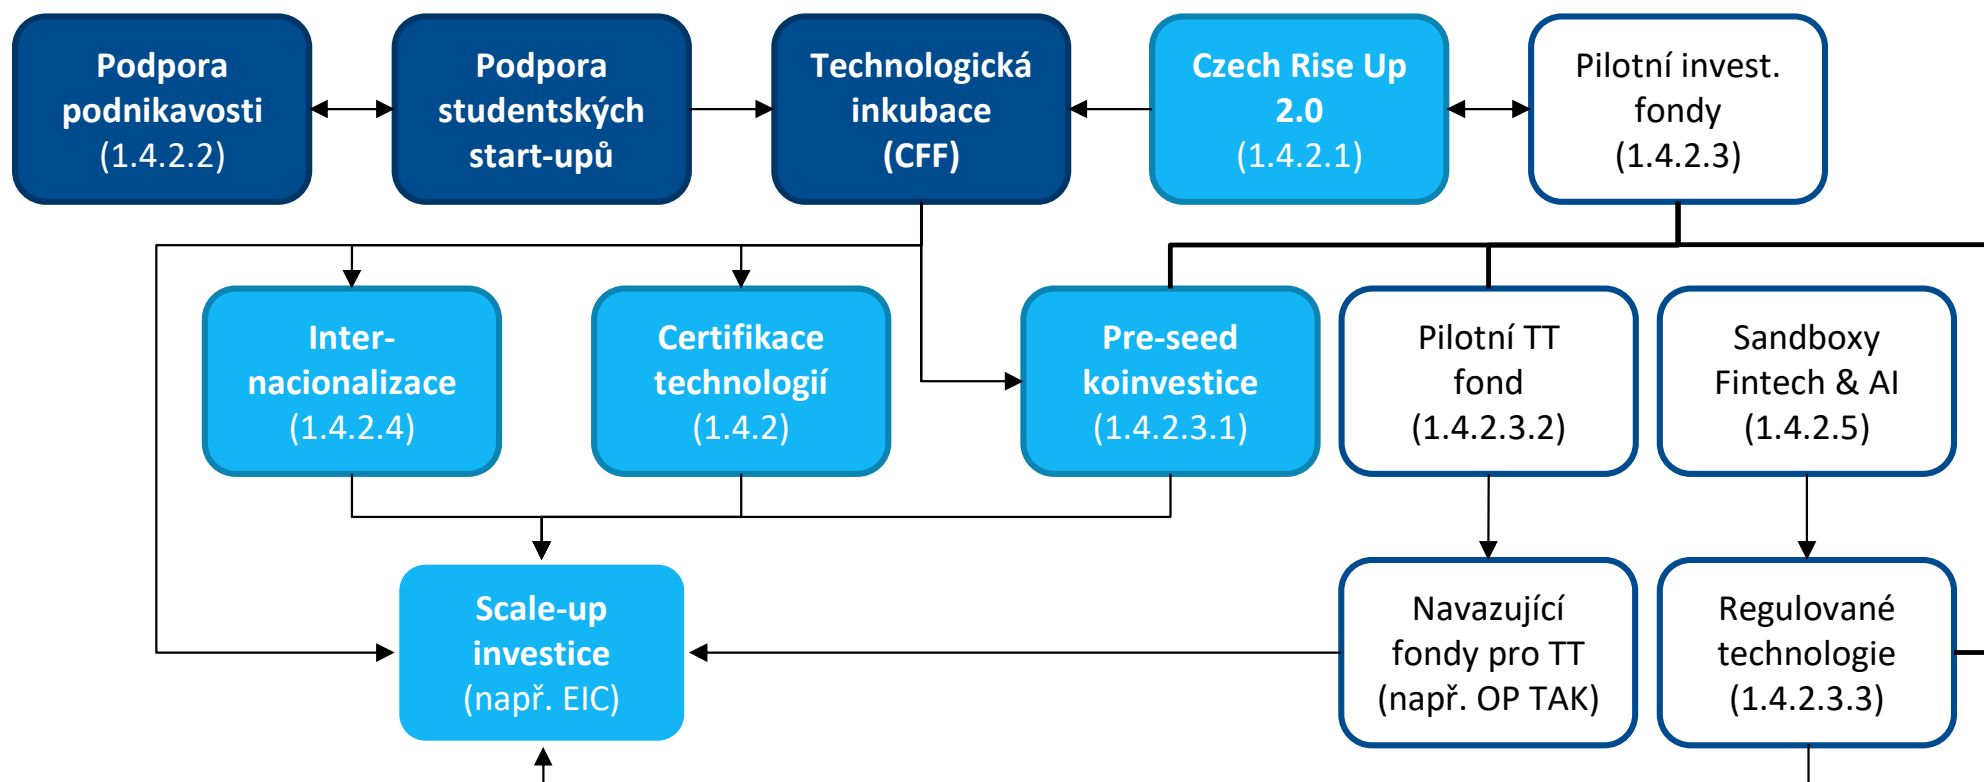 Podpora
podnikavosti
(1.4.2.2)
Podpora
studentských
start-upů
Technologická
inkubace
(CFF)
Czech Rise Up
2.0
(1.4.2.1)
Pilotní invest.
fondy
(1.4.2.3)
Inter-
nacionalizace
(1.4.2.4)
Certifikace
technologií
(1.4.2)
Pre-seed
koinvestice
(1.4.2.3.1)
Pilotní TT
fond
(1.4.2.3.2)
Sandboxy
Fintech & AI
(1.4.2.5)
Scale-up
investice
(např. EIC)
Navazující
fondy pro TT
(např. OP TAK)
Regulované
technologie
(1.4.2.3.3)